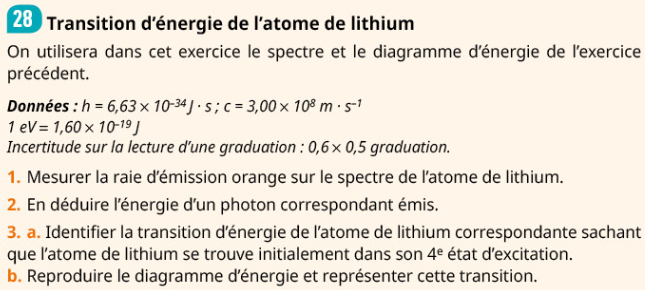 28 Transition d’énergie de l’atome de lithium
On utilisera dans cet exercice le spectre et le diagramme d’énergie de l’exercice
précédent.
Données : h = 6,63 × 10⁻³⁴ J · s ; c = 3,00 × 10⁸ m · s⁻¹
1 eV = 1,60 × 10⁻¹⁹ J
Incertitude sur la lecture d’une graduation : 0,6 × 0,5 graduation.
1. Mesurer la raie d’émission orange sur le spectre de l’atome de lithium.
2. En déduire l’énergie d’un photon correspondant émis.
3. a. Identifier la transition d’énergie de l’atome de lithium correspondante sachant
que l’atome de lithium se trouve initialement dans son 4ᵉ état d’excitation.
b. Reproduire le diagramme d’énergie et représenter cette transition.